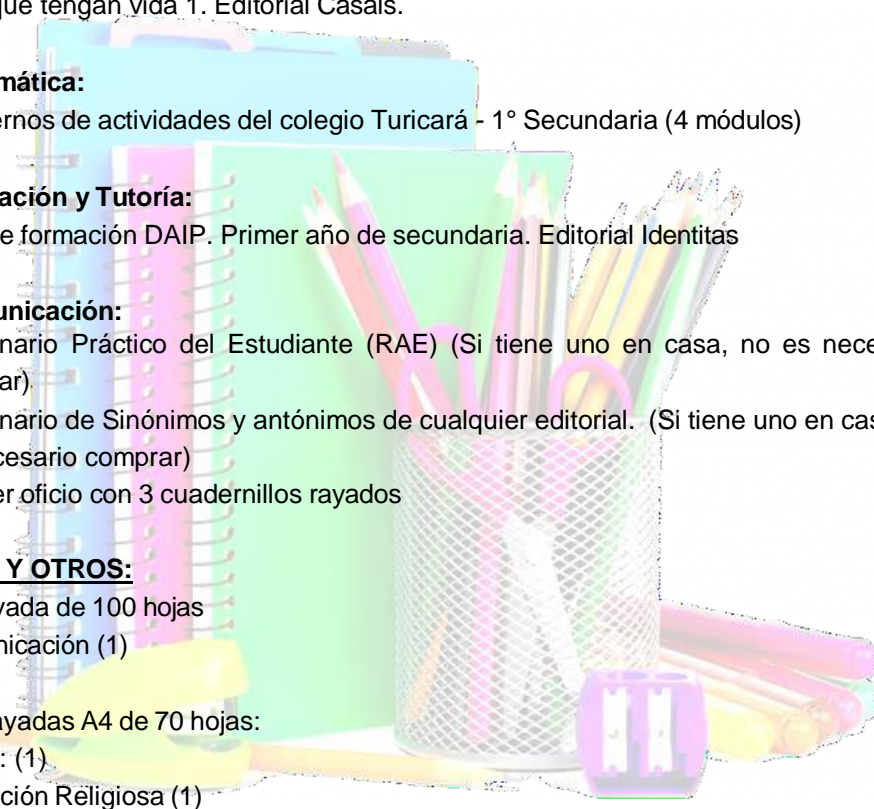 que tengan vida 1. Editorial Casals.
mática:
ernos de actividades del colegio Turicará - 1° Secundaria (4 módulos)
ación y Tutoría:
e formación DAIP. Primer año de secundaria. Editorial Identitas
unicación:
nario Práctico del Estudiante (RAE) (Si tiene uno en casa, no es nece
ar).
nario de Sinónimos y antónimos de cualquier editorial. (Si tiene uno en cas
cesario comprar)
er oficio con 3 cuadernillos rayados
Y OTROS:
yada de 100 hojas
nicación (1)
ayadas A4 de 70 hojas:
: (1)
ción Religiosa (1)